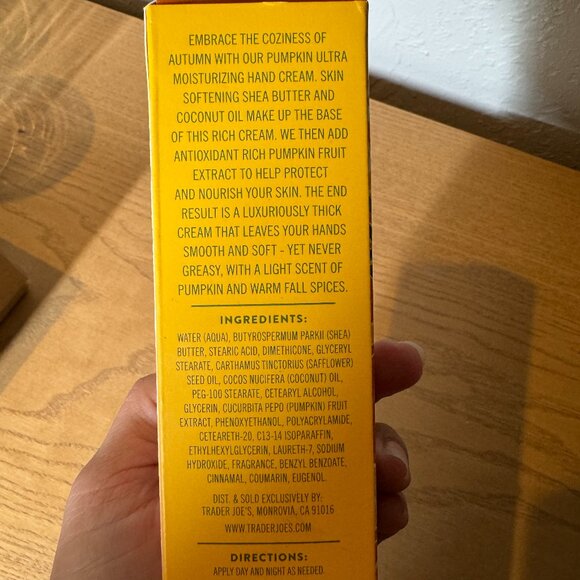 EMBRACE THE COZINESS OF
AUTUMN WITH OUR PUMPKIN ULTRA
MOISTURIZING HAND CREAM. SKIN
SOFTENING SHEA BUTTER AND
COCONUT OIL MAKE UP THE BASE
OF THIS RICH CREAM. WE THEN ADD
ANTIOXIDANT RICH PUMPKIN FRUIT
EXTRACT TO HELP PROTECT
AND NOURISH YOUR SKIN. THE END
RESULT IS A LUXURIOUSLY THICK
CREAM THAT LEAVES YOUR HANDS
SMOOTH AND SOFT - YET NEVER
GREASY, WITH A LIGHT SCENT OF
PUMPKIN AND WARM FALL SPICES.
INGREDIENTS:
WATER (AQUA), BUTYROSPERMUM PARKII (SHEA)
BUTTER, STEARIC ACID, DIMETHICONE, GLYCERYL
STEARATE, CARTHAMUS TINCTORIUS (SAFFLOWER)
SEED OIL, COCOS NUCIFERA (COCONUT) OIL,
PEG-100 STEARATE, CETEARYL ALCOHOL,
GLYCERIN, CUCURBITA PEPO (PUMPKIN) FRUIT
EXTRACT, PHENOXYETHANOL, POLYACRYLAMIDE,
CETEARETH-20, C13-14 ISOPARAFFIN,
ETHYLHEXYLGLYCERIN, LAURETH-7, SODIUM
HYDROXIDE, FRAGRANCE, BENZYL BENZOATE,
CINNAMAL, COUMARIN, EUGENOL.
DIST. & SOLD EXCLUSIVELY BY:
TRADER JOE'S, MONROVIA, CA 91016
WWW.TRADERJOES.COM
DIRECTIONS:
APPLY DAY AND NIGHT AS NEEDED.